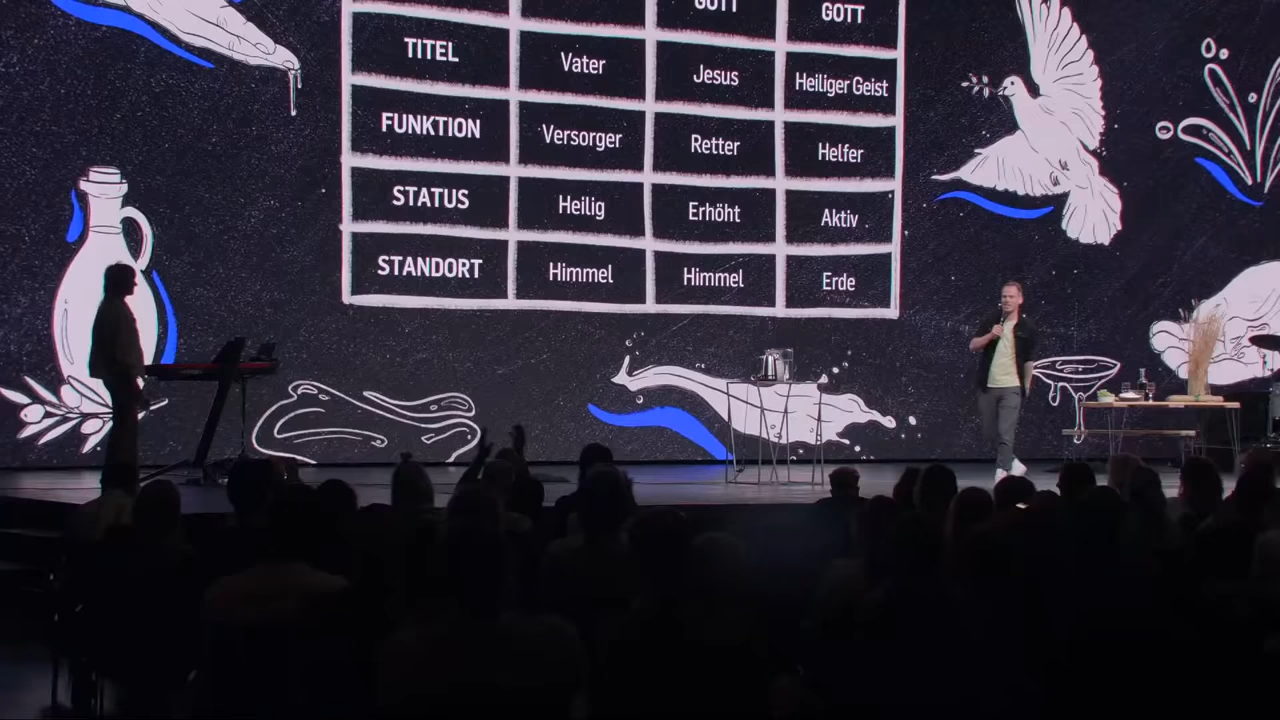 GOTT GOTT
TITEL Vater Jesus Heiliger Geist
FUNKTION Versorger Retter Helfer
STATUS Heilig Erhöht Aktiv
STANDORT Himmel Himmel Erde